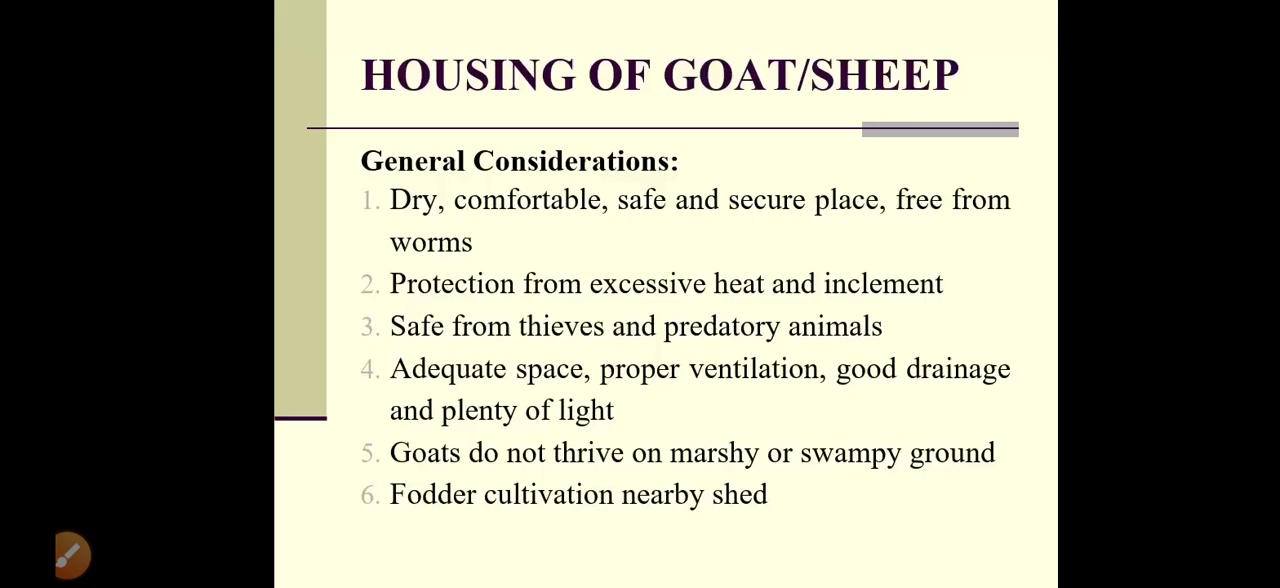 HOUSING OF GOAT/SHEEP
General Considerations:
1. Dry, comfortable, safe and secure place, free from
worms
2. Protection from excessive heat and inclement
3. Safe from thieves and predatory animals
4. Adequate space, proper ventilation, good drainage
and plenty of light
5. Goats do not thrive on marshy or swampy ground
6. Fodder cultivation nearby shed